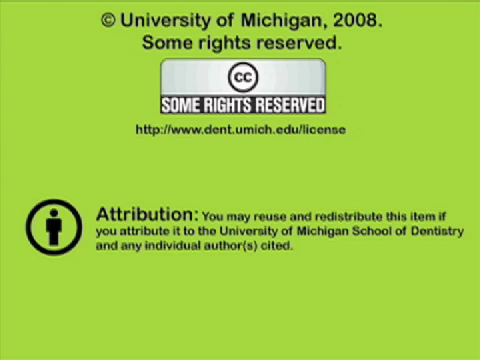 © University of Michigan, 2008.
Some rights reserved.
cc
SOME RIGHTS RESERVED
http://www.dent.umich.edu/license
Attribution: You may reuse and redistribute this item if
you attribute it to the University of Michigan School of Dentistry
and any individual author(s) cited.